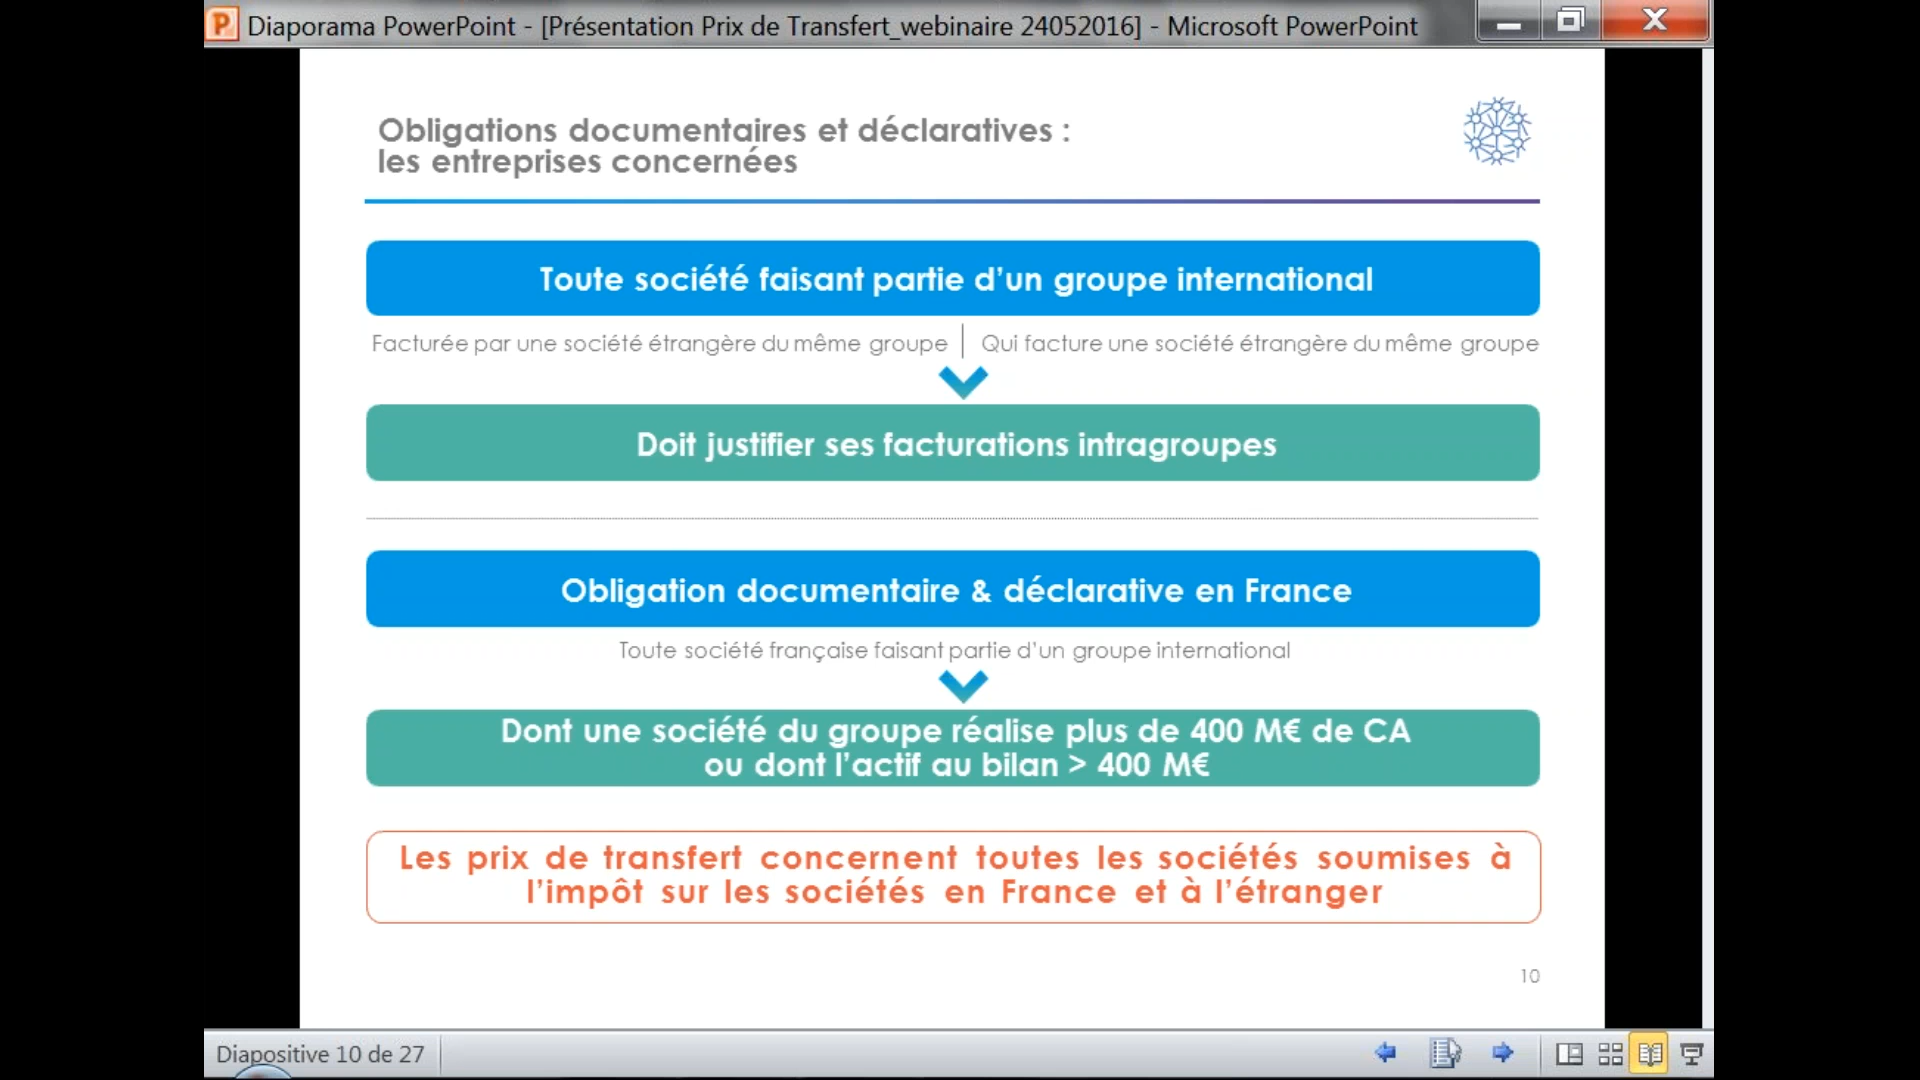 Diaporama PowerPoint - [Présentation Prix de Transfert_webinaire 24052016] - Microsoft PowerPoint
Obligations documentaires et déclaratives :
les entreprises concernées
Toute société faisant partie d'un groupe international
Facturée par une société étrangère du même groupe
Qui facture une société étrangère du même groupe
Doit justifier ses facturations intragroupes
Obligation documentaire & déclarative en France
Toute société française faisant partie d'un groupe international
Dont une société du groupe réalise plus de 400 M€ de CA
ou dont l'actif au bilan > 400 M€
Les prix de transfert concernent toutes les sociétés soumises à
l'impôt sur les sociétés en France et à l'étranger
10
Diapositive 10 de 27